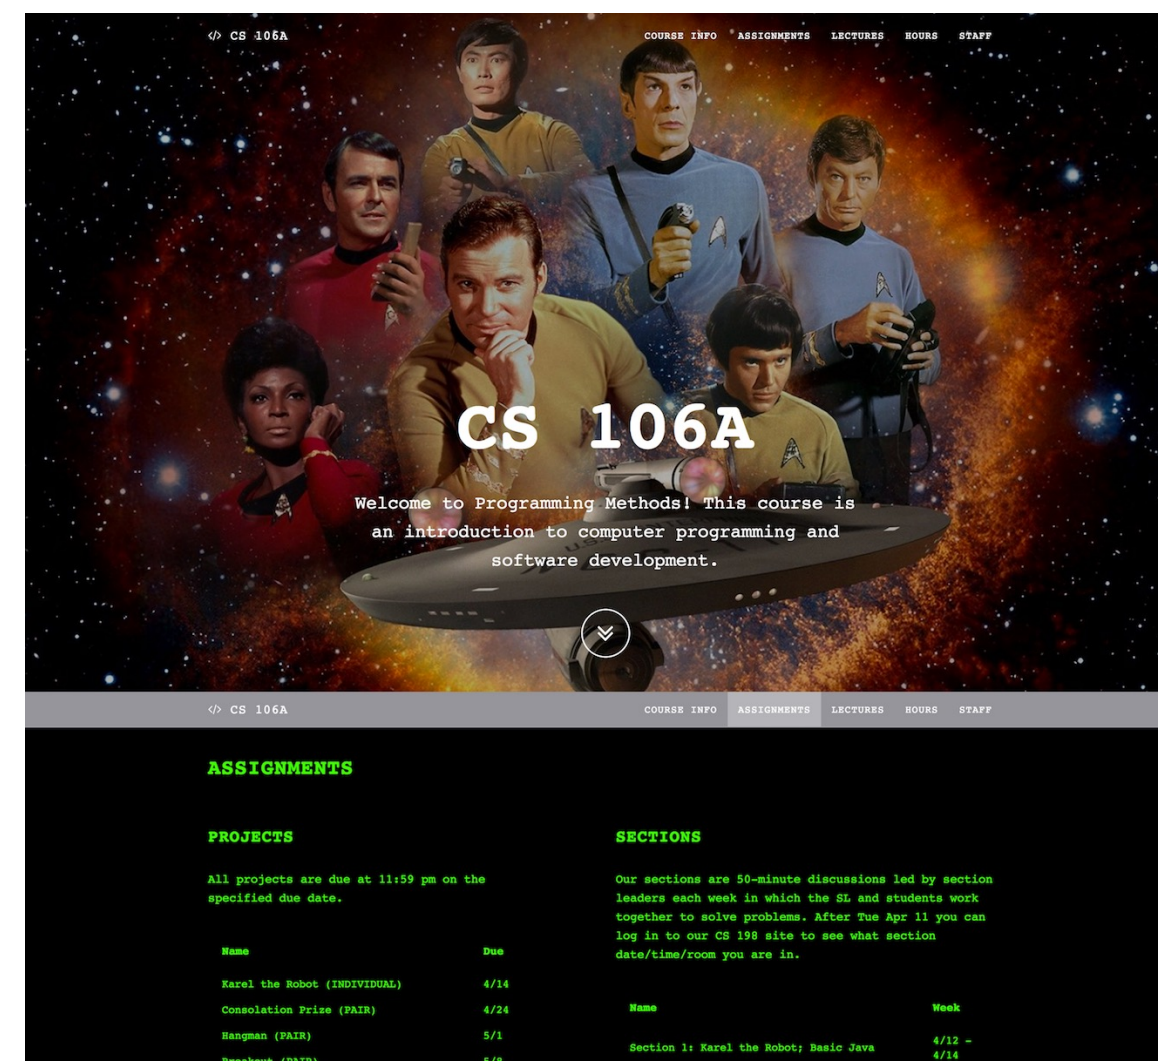 </> CS 106A
COURSE INFO ASSIGNMENTS LECTURES HOURS STAFF
CS 106A
Welcome to Programming Methods! This course is
an introduction to computer programming and
software development.
</> CS 106A
COURSE INFO ASSIGNMENTS LECTURES HOURS STAFF
ASSIGNMENTS
PROJECTS
All projects are due at 11:59 pm on the
specified due date.
Name Due
Karel the Robot (INDIVIDUAL) 4/14
Consolation Prize (PAIR) 4/24
Hangman (PAIR) 5/1
Breakout (PAIR) 5/8
SECTIONS
Our sections are 50-minute discussions led by section
leaders each week in which the SL and students work
together to solve problems. After Tue Apr 11 you can
log in to our CS 198 site to see what section
date/time/room you are in.
Name Week
Section 1: Karel the Robot; Basic Java 4/12 -
4/14